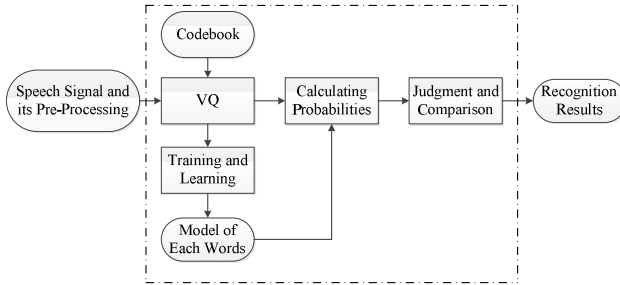 Codebook
Speech Signal and
its Pre-Processing
VQ
Calculating
Probabilities
Judgment and
Comparison
Recognition
Results
Training and
Learning
Model of
Each Words